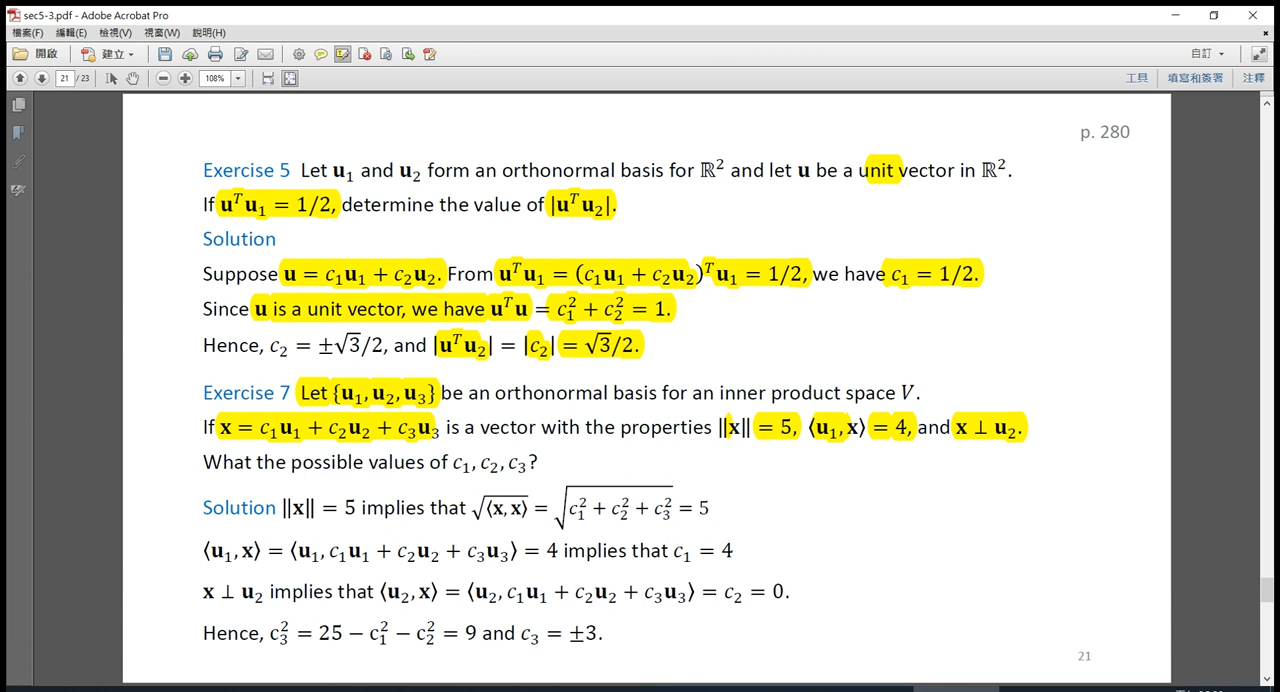 sec5-3.pdf - Adobe Acrobat Pro
檔案(F) 編輯(E) 檢視(V) 視窗(W) 說明(H)
開啟 建立 自訂
21 / 23 108% 工具 填寫和簽署 注釋
p. 280
Exercise 5 Let u₁ and u₂ form an orthonormal basis for ℝ² and let u be a unit vector in ℝ².
If uᵀu₁ = 1/2, determine the value of |uᵀu₂|.
Solution
Suppose u = c₁u₁ + c₂u₂. From uᵀu₁ = (c₁u₁ + c₂u₂)ᵀu₁ = 1/2, we have c₁ = 1/2.
Since u is a unit vector, we have uᵀu = c₁² + c₂² = 1.
Hence, c₂ = ±√3/2, and |uᵀu₂| = |c₂| = √3/2.
Exercise 7 Let {u₁, u₂, u₃} be an orthonormal basis for an inner product space V.
If x = c₁u₁ + c₂u₂ + c₃u₃ is a vector with the properties ‖x‖ = 5, ⟨u₁, x⟩ = 4, and x ⊥ u₂.
What the possible values of c₁, c₂, c₃?
Solution ‖x‖ = 5 implies that √⟨x, x⟩ = √(c₁² + c₂² + c₃²) = 5
⟨u₁, x⟩ = ⟨u₁, c₁u₁ + c₂u₂ + c₃u₃⟩ = 4 implies that c₁ = 4
x ⊥ u₂ implies that ⟨u₂, x⟩ = ⟨u₂, c₁u₁ + c₂u₂ + c₃u₃⟩ = c₂ = 0.
Hence, c₃² = 25 − c₁² − c₂² = 9 and c₃ = ±3.
21